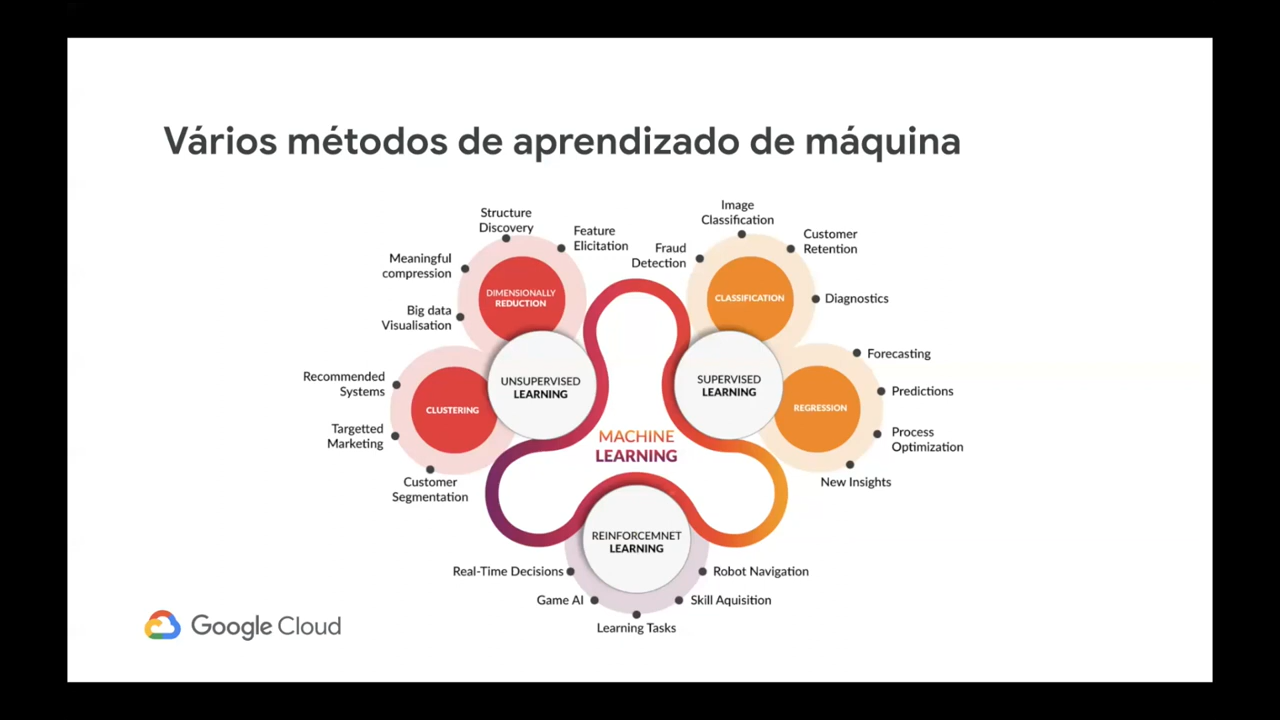 Vários métodos de aprendizado de máquina
Structure
Discovery
Feature
Elicitation
Meaningful
compression
Big data
Visualisation
DIMENSIONALLY
REDUCTION
Recommended
Systems
Targetted
Marketing
Customer
Segmentation
CLUSTERING
UNSUPERVISED
LEARNING
Image
Classification
Fraud
Detection
Customer
Retention
Diagnostics
CLASSIFICATION
SUPERVISED
LEARNING
REGRESSION
Forecasting
Predictions
Process
Optimization
New Insights
MACHINE
LEARNING
REINFORCEMNET
LEARNING
Real-Time Decisions
Game AI
Learning Tasks
Skill Aquisition
Robot Navigation
Google Cloud